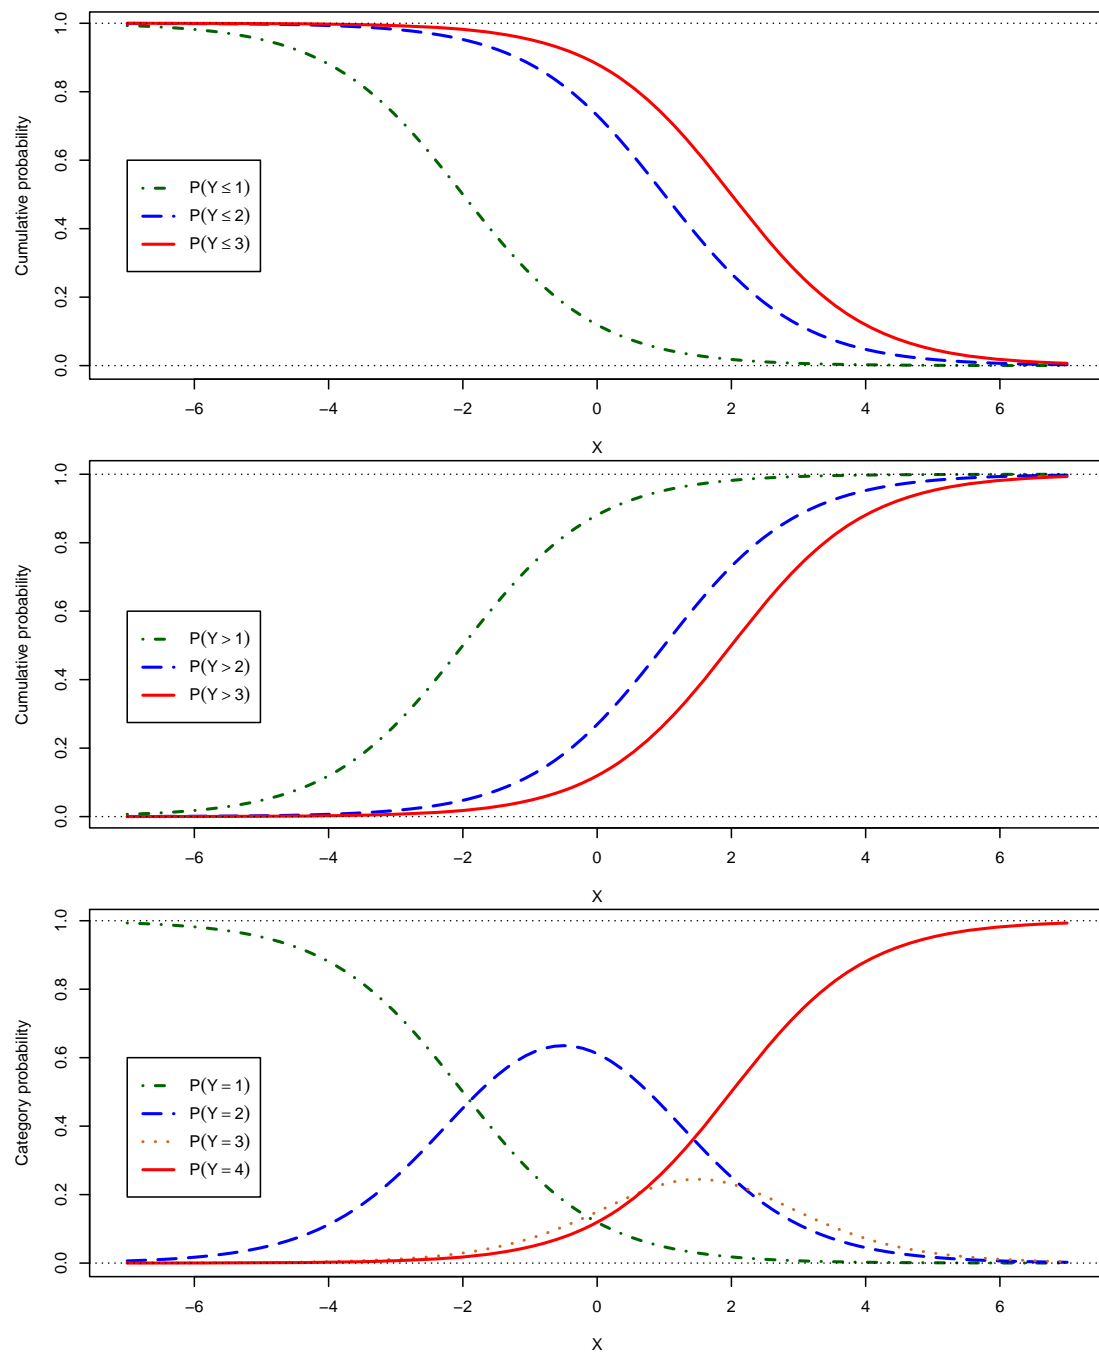 Cumulative probability
1.0
0.8
0.6
0.4
0.2
0.0
P(Y ≤ 1)
P(Y ≤ 2)
P(Y ≤ 3)
−6 −4 −2 0 2 4 6
X
Cumulative probability
1.0
0.8
0.6
0.4
0.2
0.0
P(Y > 1)
P(Y > 2)
P(Y > 3)
−6 −4 −2 0 2 4 6
X
Category probability
1.0
0.8
0.6
0.4
0.2
0.0
P(Y = 1)
P(Y = 2)
P(Y = 3)
P(Y = 4)
−6 −4 −2 0 2 4 6
X